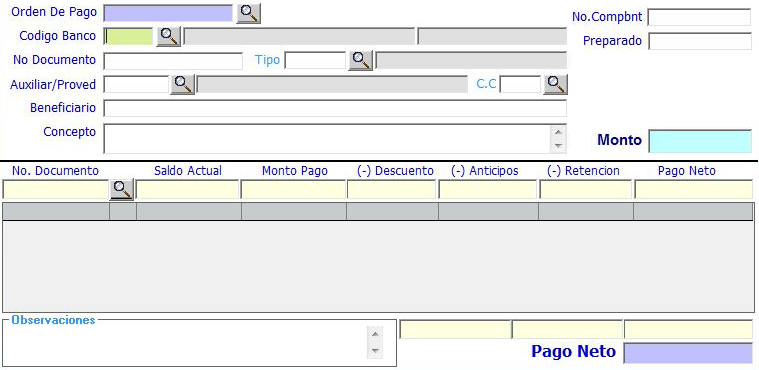 Orden De Pago
No.Compbnt
Codigo Banco
Preparado
No Documento Tipo
Auxiliar/Proved C.C
Beneficiario
Concepto
Monto
No. Documento Saldo Actual Monto Pago (-) Descuento (-) Anticipos (-) Retencion Pago Neto
Observaciones
Pago Neto